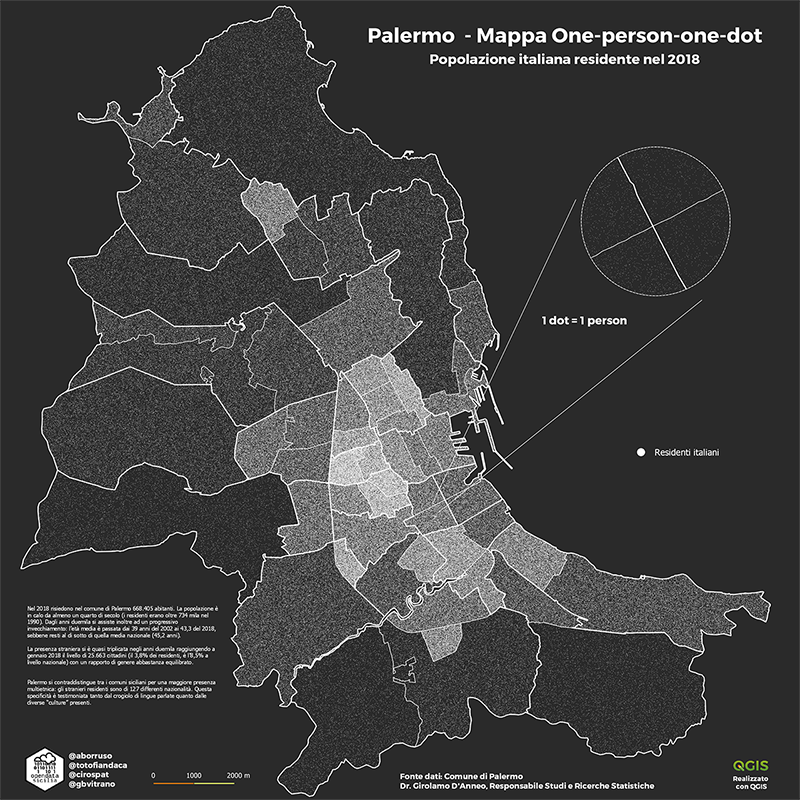 Palermo - Mappa One-person-one-dot
Popolazione italiana residente nel 2018
1 dot = 1 person
Residenti italiani
Nel 2018 risiedono nel comune di Palermo 668.405 abitanti. La popolazione è
in calo da almeno un quarto di secolo (i residenti erano oltre 734 mila nel
1990). Dagli anni duemila si assiste inoltre ad un progressivo
invecchiamento: l'età media è passata dai 39 anni del 2002 ai 43,3 del 2018,
sebbene resti al di sotto di quella media nazionale (45,2 anni).
La presenza straniera si è quasi triplicata negli anni duemila raggiungendo a
gennaio 2018 il livello di 25.663 cittadini (il 3,8% dei residenti, è l'8,5% a
livello nazionale) con un rapporto di genere abbastanza equilibrato.
Palermo si contraddistingue tra i comuni siciliani per una maggiore presenza
multietnica: gli stranieri residenti sono di 127 differenti nazionalità. Questa
specificità è testimoniata tanto dal crogiolo di lingue parlate quanto dalle
diverse "culture" presenti.
opendata
sicilia
@aborruso
@totofiandaca
@cirospat
@gbvitrano
0 1000 2000 m
Fonte dati: Comune di Palermo
Dr. Girolamo D'Anneo, Responsabile Studi e Ricerche Statistiche
QGIS
Realizzato
con QGIS